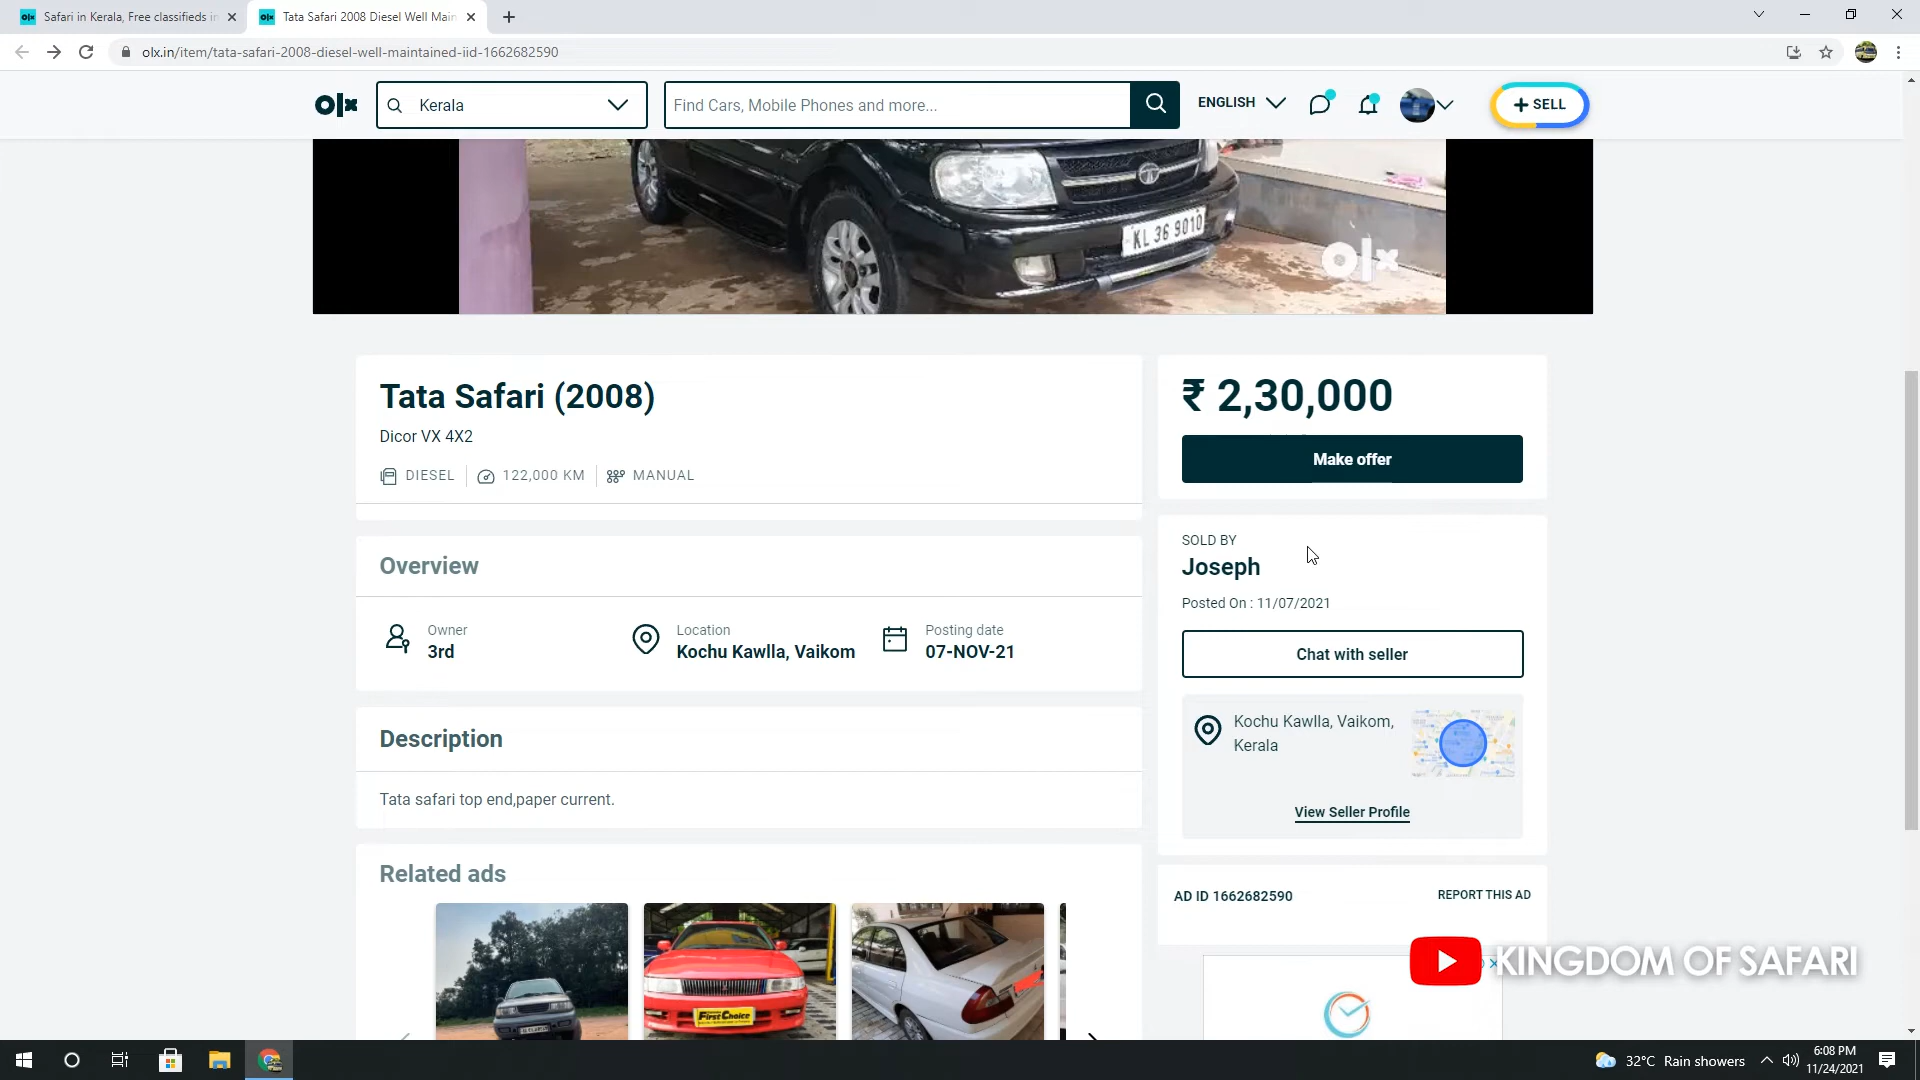 Safari in Kerala, Free classifieds in
Tata Safari 2008 Diesel Well Main
olx.in/item/tata-safari-2008-diesel-well-maintained-iid-1662682590
olx
Kerala
Find Cars, Mobile Phones and more...
ENGLISH
SELL
KL 36 9010
olx
Tata Safari (2008)
Dicor VX 4X2
DIESEL
122,000 KM
MANUAL
₹ 2,30,000
Make offer
Overview
Owner
3rd
Location
Kochu Kawlla, Vaikom
Posting date
07-NOV-21
SOLD BY
Joseph
Posted On : 11/07/2021
Chat with seller
Kochu Kawlla, Vaikom,
Kerala
View Seller Profile
Description
Tata safari top end,paper current.
Related ads
First Choice
AD ID 1662682590
REPORT THIS AD
KINGDOM OF SAFARI
32°C Rain showers
6:08 PM
11/24/2021